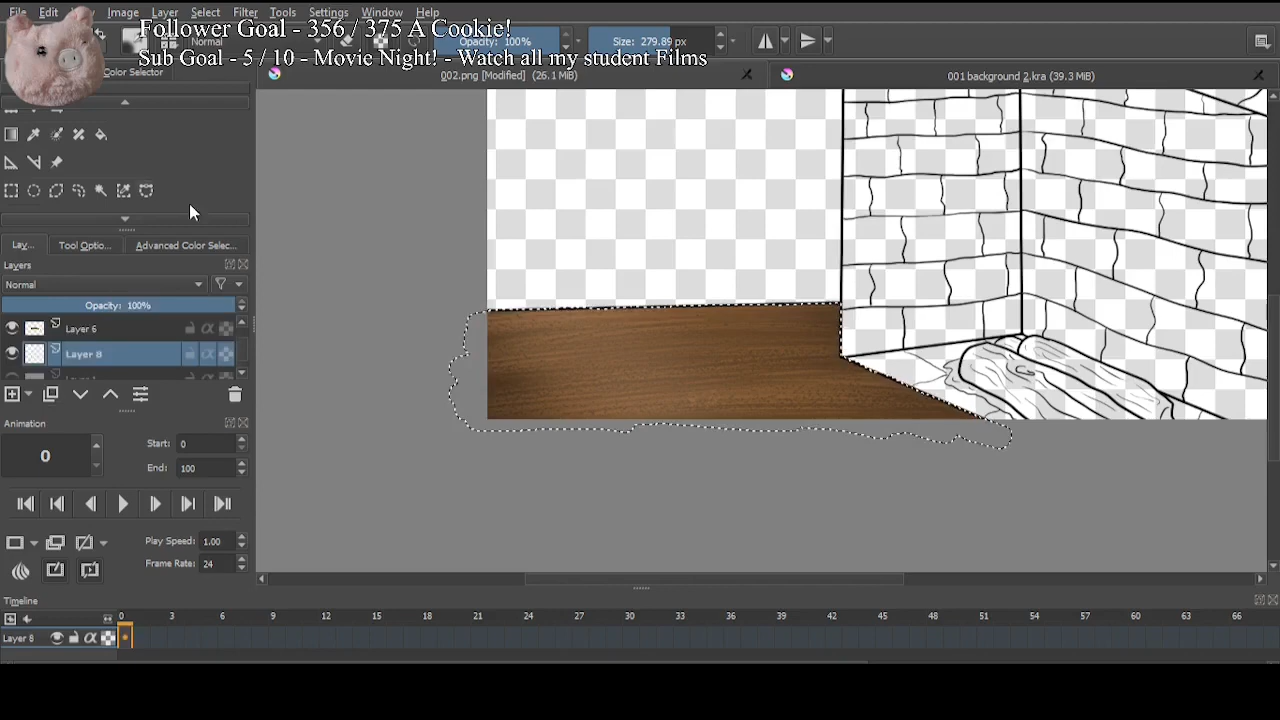 File Edit View Image Layer Select Filter Tools Settings Window Help
Follower Goal - 356 / 375 A Cookie!
Normal Opacity: 100% Size: 279.89 px
Sub Goal - 5 / 10 - Movie Night! - Watch all my student Films
Color Selector
002.png [Modified] (26.1 MiB)
001 background 2.kra (39.3 MiB)
Lay... Tool Optio... Advanced Color Selec...
Layers
Normal
Opacity: 100%
Layer 6
Layer 8
Animation
0
Start: 0
End: 100
Play Speed: 1.00
Frame Rate: 24
Timeline
0 3 6 9 12 15 18 21 24 27 30 33 36 39 42 45 48 51 54 57 60 63 66
Layer 8